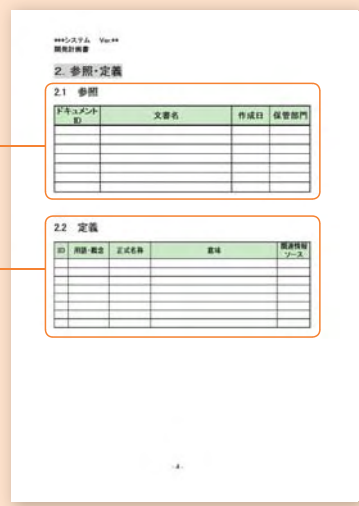 ***システム Ver.**
開発計画書
2. 参照・定義
2.1 参照
ドキュメントID 文書名 作成日 保管部門
2.2 定義
ID 用語・概念 正式名称 意味 関連情報ソース
- 4 -